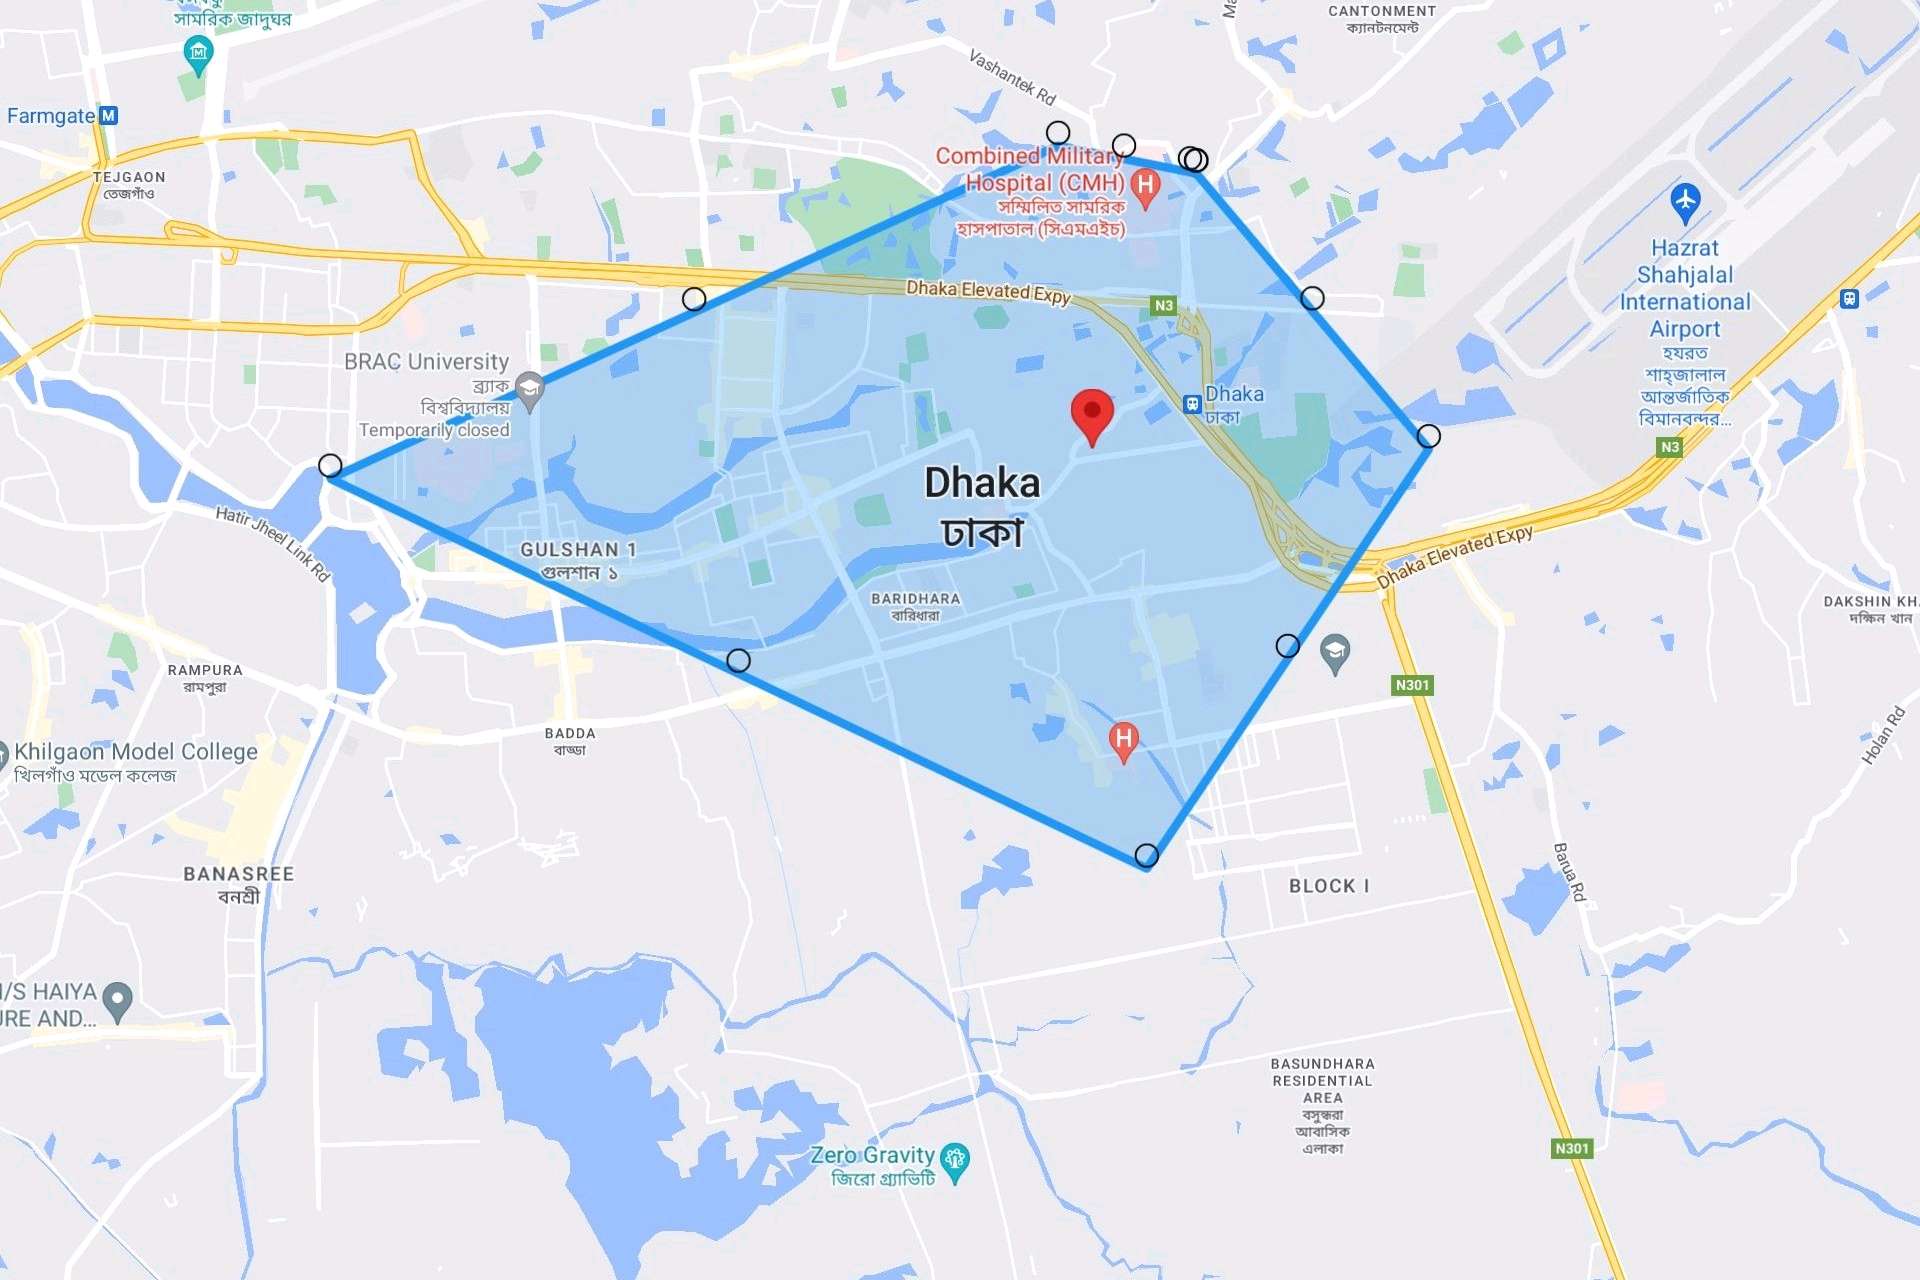 সামরিক জাদুঘর
CANTONMENT
ক্যানটনমেন্ট
Vashantek Rd
Farmgate
M
TEJGAON
তেজগাঁও
Combined Military
Hospital (CMH)
সম্মিলিত সামরিক
হাসপাতাল (সিএমএইচ)
H
Hazrat
Shahjalal
International
Airport
হযরত
শাহ্জালাল
আন্তর্জাতিক
বিমানবন্দর...
Dhaka Elevated Expy
N3
BRAC University
ব্র্যাক
বিশ্ববিদ্যালয়
Temporarily closed
Dhaka
ঢাকা
N3
Dhaka
ঢাকা
Hatir Jheel Link Rd
GULSHAN 1
গুলশান ১
Dhaka Elevated Expy
BARIDHARA
বারিধারা
DAKSHIN KHA
দক্ষিন খান
RAMPURA
রামপুরা
N301
BADDA
বাড্ডা
H
Holan Rd
Khilgaon Model College
খিলগাঁও মডেল কলেজ
BANASREE
বনশ্রী
BLOCK I
Barua Rd
/S HAIYA
URE AND...
BASUNDHARA
RESIDENTIAL
AREA
বসুন্ধরা
আবাসিক
এলাকা
N301
Zero Gravity
জিরো গ্র্যাভিটি